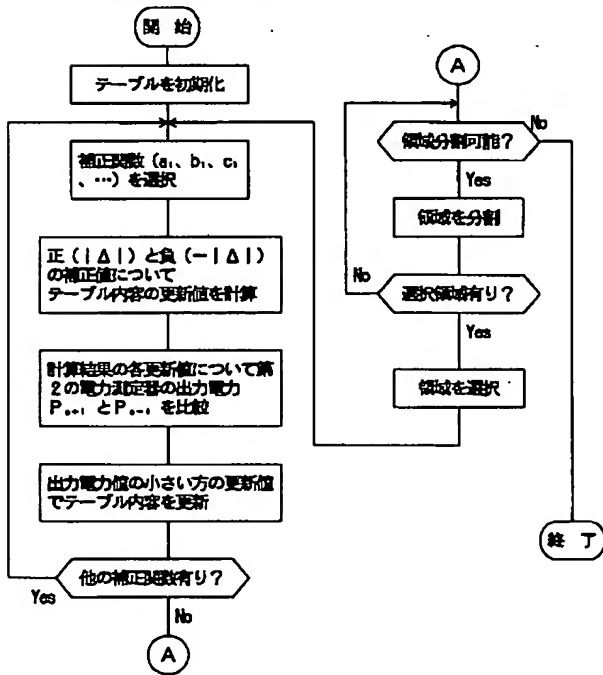 開 始
テーブルを初期化
補正関数（a₁、b₁、c₁
、…）を選択
正（｜Δ｜）と負（－｜Δ｜）
の補正値について
テーブル内容の更新値を計算
計算結果の各更新値について第
2の電力測定器の出力電力
を比較
出力電力値の小さい方の更新値
でテーブル内容を更新
他の補正関数有り？
Yes
No
A
A
領域分割可能？
No
Yes
領域を分割
No
選択領域有り？
Yes
領域を選択
終 了